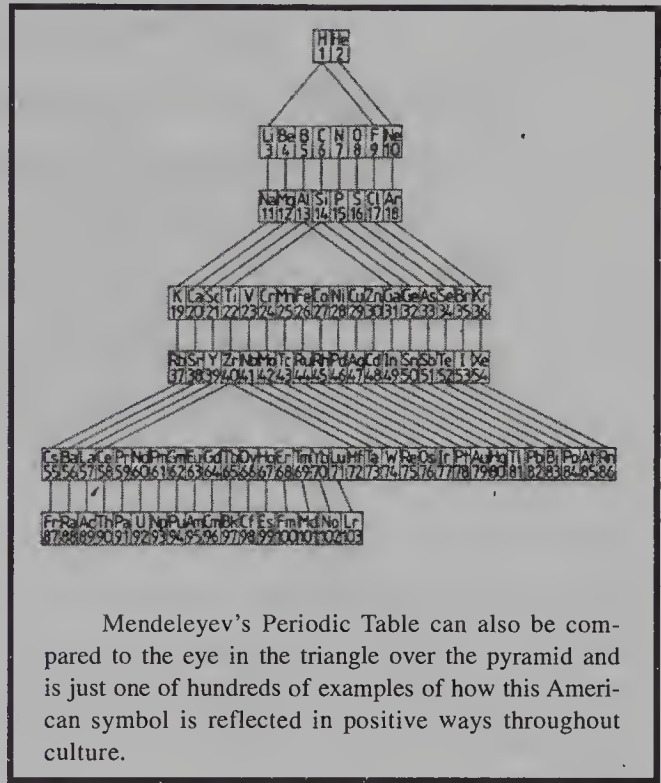 H He
1 2
Li Be B C N O F Ne
3 4 5 6 7 8 9 10
Na Mg Al Si P S Cl Ar
11 12 13 14 15 16 17 18
K Ca Sc Ti V Cr Mn Fe Co Ni Cu Zn Ga Ge As Se Br Kr
19 20 21 22 23 24 25 26 27 28 29 30 31 32 33 34 35 36
Rb Sr Y Zr Nb Mo Tc Ru Rh Pd Ag Cd In Sn Sb Te I Xe
37 38 39 40 41 42 43 44 45 46 47 48 49 50 51 52 53 54
Cs Ba La Ce Pr Nd Pm Sm Eu Gd Tb Dy Ho Er Tm Yb Lu Hf Ta W Re Os Ir Pt Au Hg Tl Pb Bi Po At Rn
55 56 57 58 59 60 61 62 63 64 65 66 67 68 69 70 71 72 73 74 75 76 77 78 79 80 81 82 83 84 85 86
Fr Ra Ac Th Pa U Np Pu Am Cm Bk Cf Es Fm Md No Lr
87 88 89 90 91 92 93 94 95 96 97 98 99 100 101 102 103
Mendeleyev's Periodic Table can also be com-
pared to the eye in the triangle over the pyramid and
is just one of hundreds of examples of how this Ameri-
can symbol is reflected in positive ways throughout
culture.